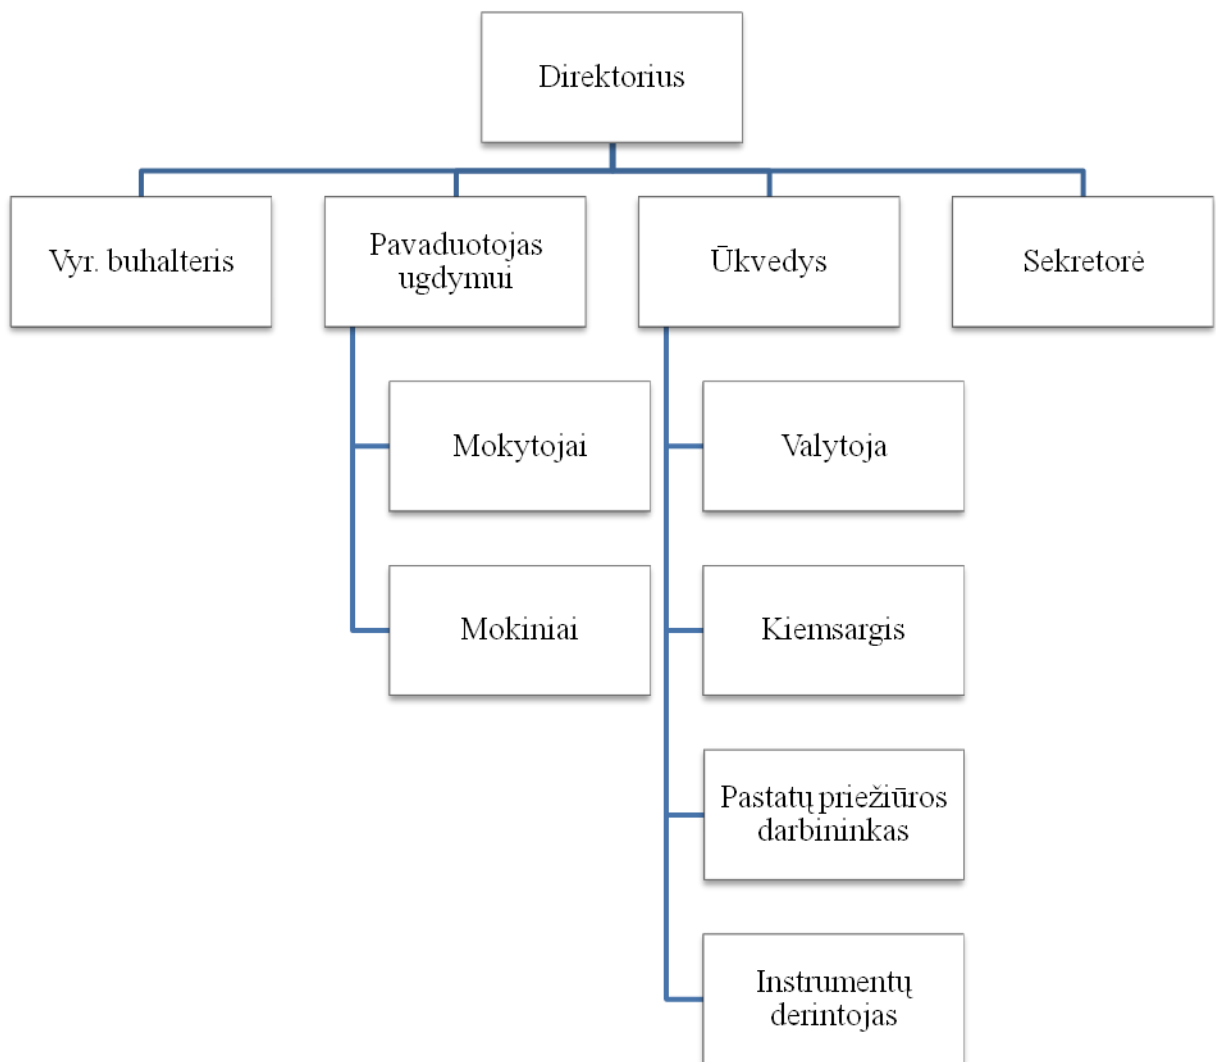 Direktorius
Vyr. buhalteris
Pavaduotojas
ugdymui
Ūkvedys
Sekretorė
Mokytojai
Mokiniai
Valytoja
Kiemsargis
Pastatų priežiūros
darbininkas
Instrumentų
derintojas